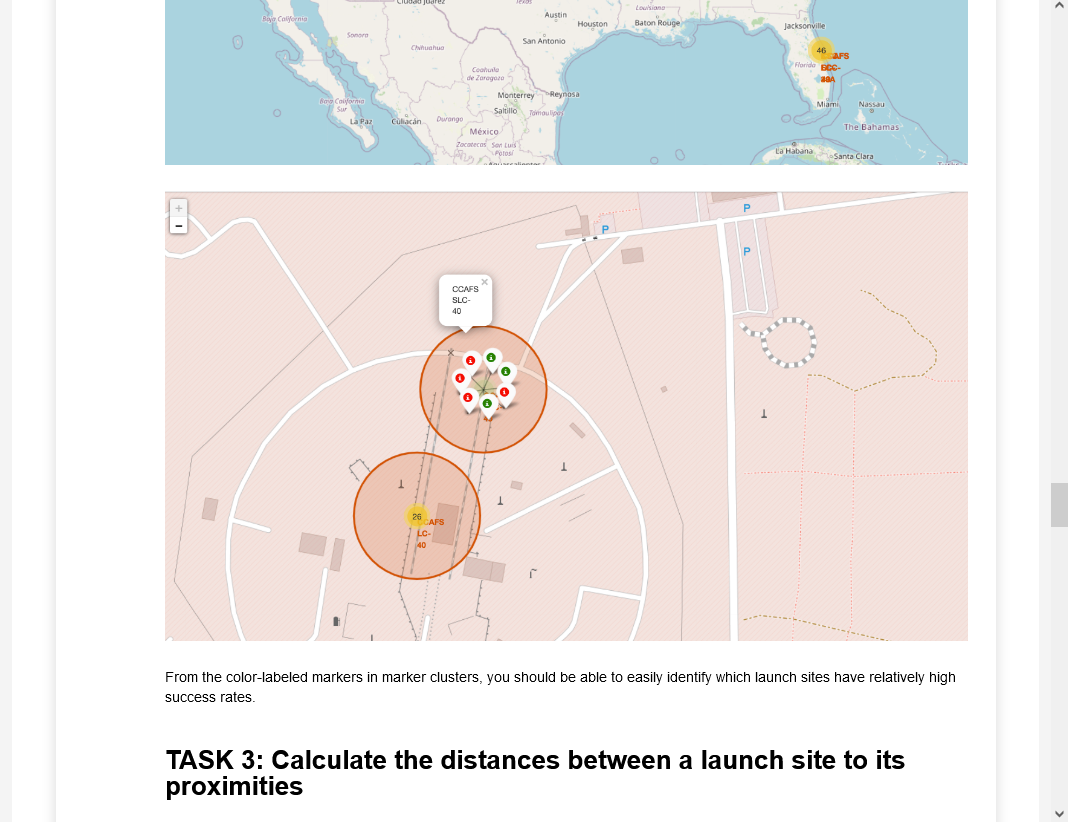 Ciudad Juárez
Baja California
Sonora
Chihuahua
Austin
Houston
Louisiana
Baton Rouge
San Antonio
Jacksonville
46
Florida
Coahuila
de Zaragoza
Monterrey
Reynosa
Saltillo
Tamaulipas
Baja California
Sur
La Paz
Culiacán
Durango
México
Zacatecas
San Luis
Potosí
Aguascalientes
Miami
Nassau
The Bahamas
La Habana
Santa Clara
+
−
P
P
P
×
CCAFS
SLC-
40
26
CCAFS
LC-
40
From the color-labeled markers in marker clusters, you should be able to easily identify which launch sites have relatively high
success rates.
TASK 3: Calculate the distances between a launch site to its
proximities